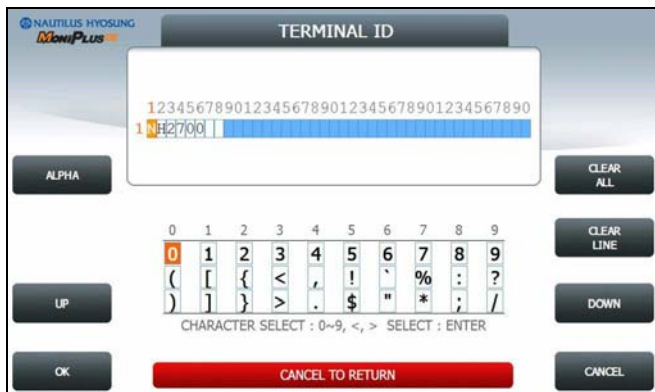 NAUTILUS HYOSUNG
MoniPlus
TERMINAL ID
1234567890123456789012345678901234567890
1 NH2700
ALPHA
CLEAR ALL
0 1 2 3 4 5 6 7 8 9
0 1 2 3 4 5 6 7 8 9
( [ { < , ! ` % : ?
) ] } > . $ " * ; /
CLEAR LINE
UP
DOWN
CHARACTER SELECT : 0~9, <, > SELECT : ENTER
OK
CANCEL TO RETURN
CANCEL